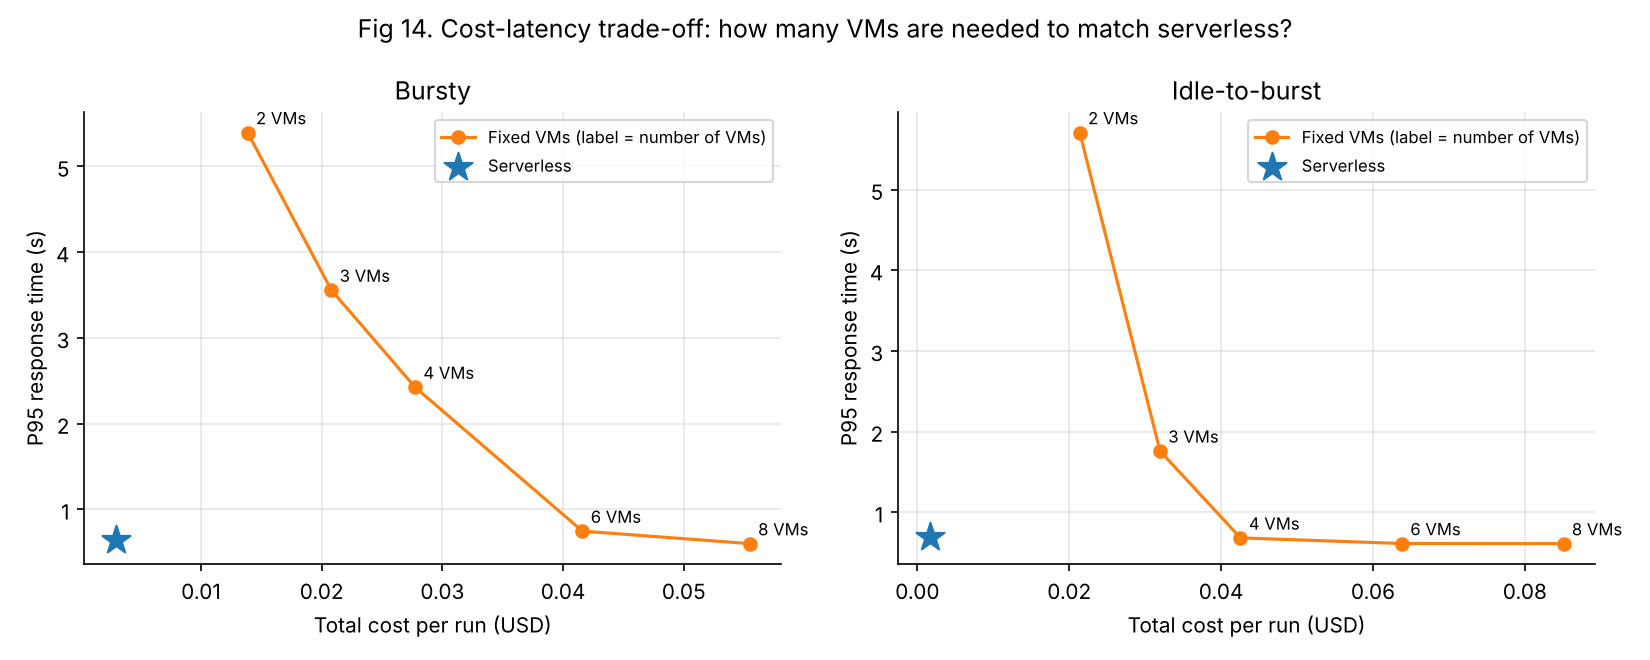 Fig 14. Cost-latency trade-off: how many VMs are needed to match serverless?
Bursty
P95 response time (s)
5
4
3
2
1
2 VMs
3 VMs
4 VMs
6 VMs
8 VMs
Fixed VMs (label = number of VMs)
Serverless
0.01 0.02 0.03 0.04 0.05
Total cost per run (USD)
Idle-to-burst
P95 response time (s)
5
4
3
2
1
2 VMs
3 VMs
4 VMs
6 VMs
8 VMs
Fixed VMs (label = number of VMs)
Serverless
0.00 0.02 0.04 0.06 0.08
Total cost per run (USD)